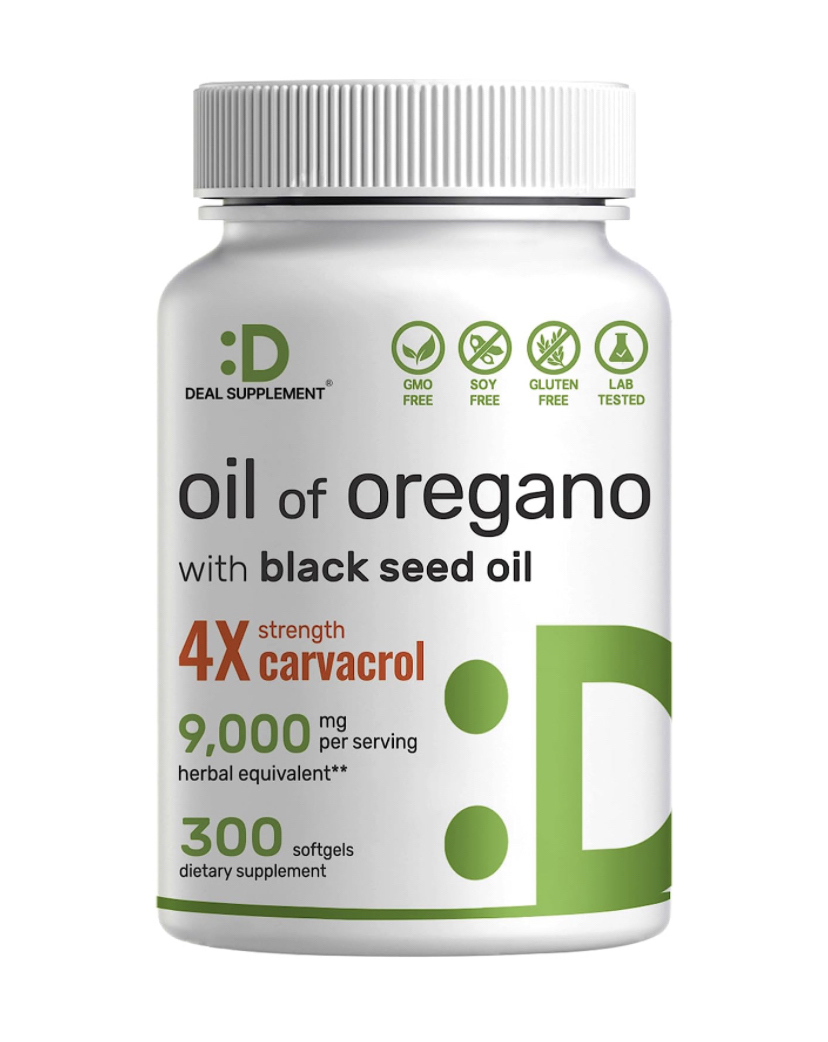 :D
DEAL SUPPLEMENT®
GMO FREE
SOY FREE
GLUTEN FREE
LAB TESTED
oil of oregano
with black seed oil
4X strength carvacrol
9,000 mg per serving
herbal equivalent**
300 softgels
dietary supplement
:D